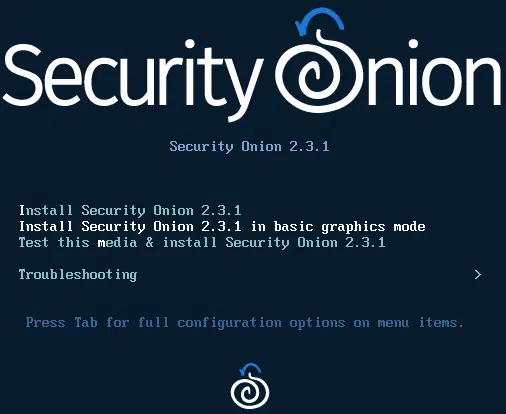 Security Onion
Security Onion 2.3.1
Install Security Onion 2.3.1
Install Security Onion 2.3.1 in basic graphics mode
Test this media & install Security Onion 2.3.1
Troubleshooting >
Press Tab for full configuration options on menu items.